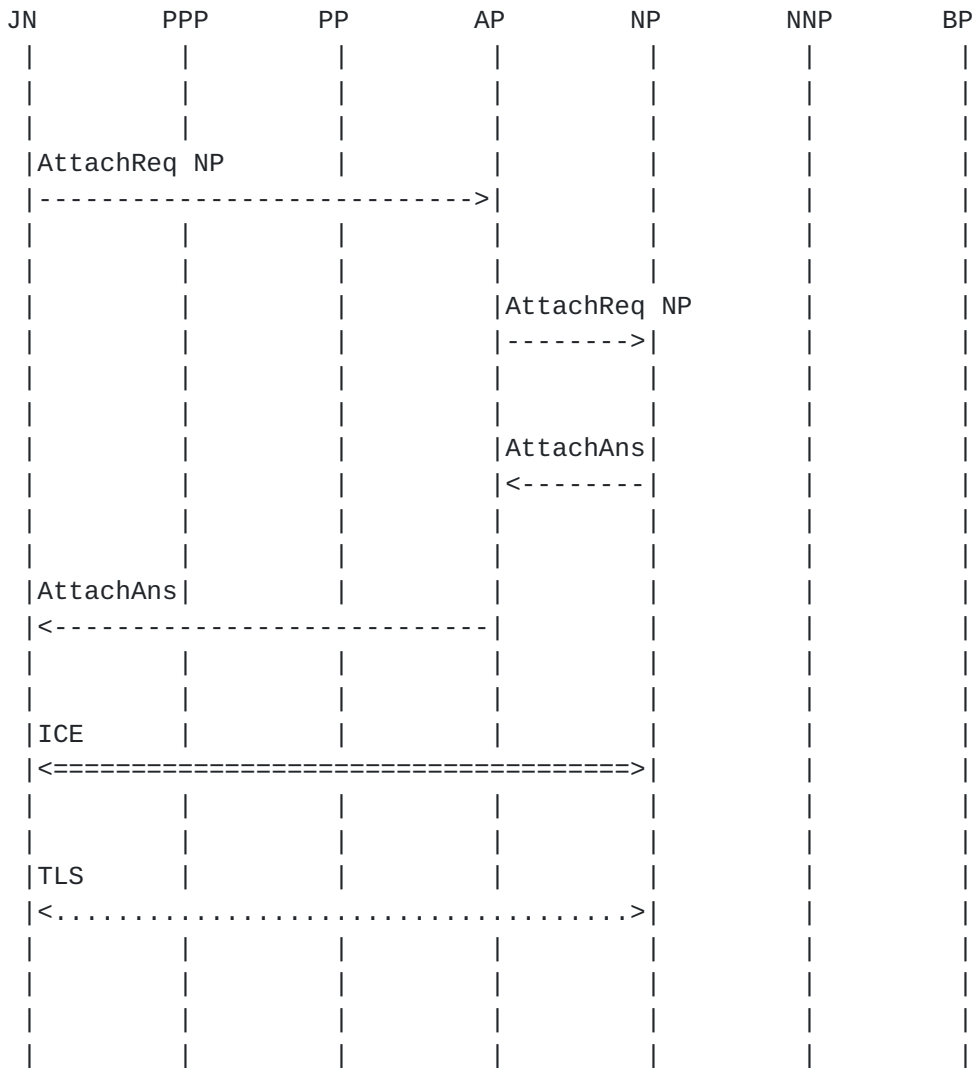 JN PPP PP AP NP NNP BP
AttachReq NP
AttachReq NP
AttachAns
AttachAns
ICE
TLS